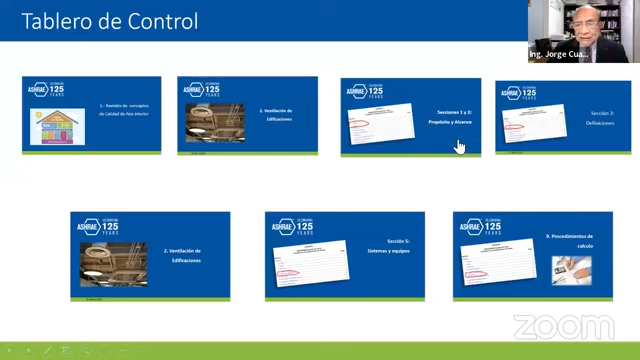 Tablero de Control
Ing. Jorge Cua...
ASHRAE
CELEBRATING
125
YEARS
1.- Revisión de conceptos
de Calidad de Aire interior
ASHRAE
125
YEARS
2. Ventilación de
Edificaciones
ASHRAE
125
YEARS
Secciones 1 y 2:
Propósito y Alcance
ASHRAE
125
YEARS
Sección 3:
Definiciones
ASHRAE
125
YEARS
2. Ventilación de
Edificaciones
ASHRAE
125
YEARS
Sección 5:
Sistemas y equipos
ASHRAE
125
YEARS
9. Procedimientos de
calculo
zoom